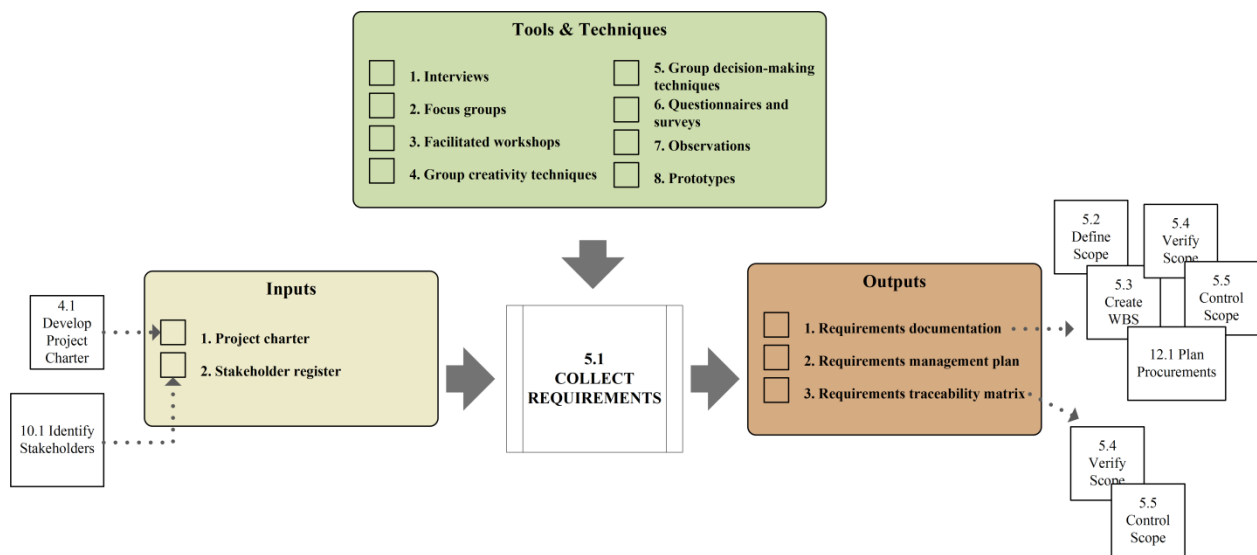 Tools & Techniques
1. Interviews
2. Focus groups
3. Facilitated workshops
4. Group creativity techniques
5. Group decision-making
techniques
6. Questionnaires and
surveys
7. Observations
8. Prototypes
4.1
Develop
Project
Charter
10.1 Identify
Stakeholders
Inputs
1. Project charter
2. Stakeholder register
5.1
COLLECT
REQUIREMENTS
Outputs
1. Requirements documentation
2. Requirements management plan
3. Requirements traceability matrix
5.2
Define
Scope
5.4
Verify
Scope
5.3
Create
WBS
5.5
Control
Scope
12.1 Plan
Procurements
5.4
Verify
Scope
5.5
Control
Scope